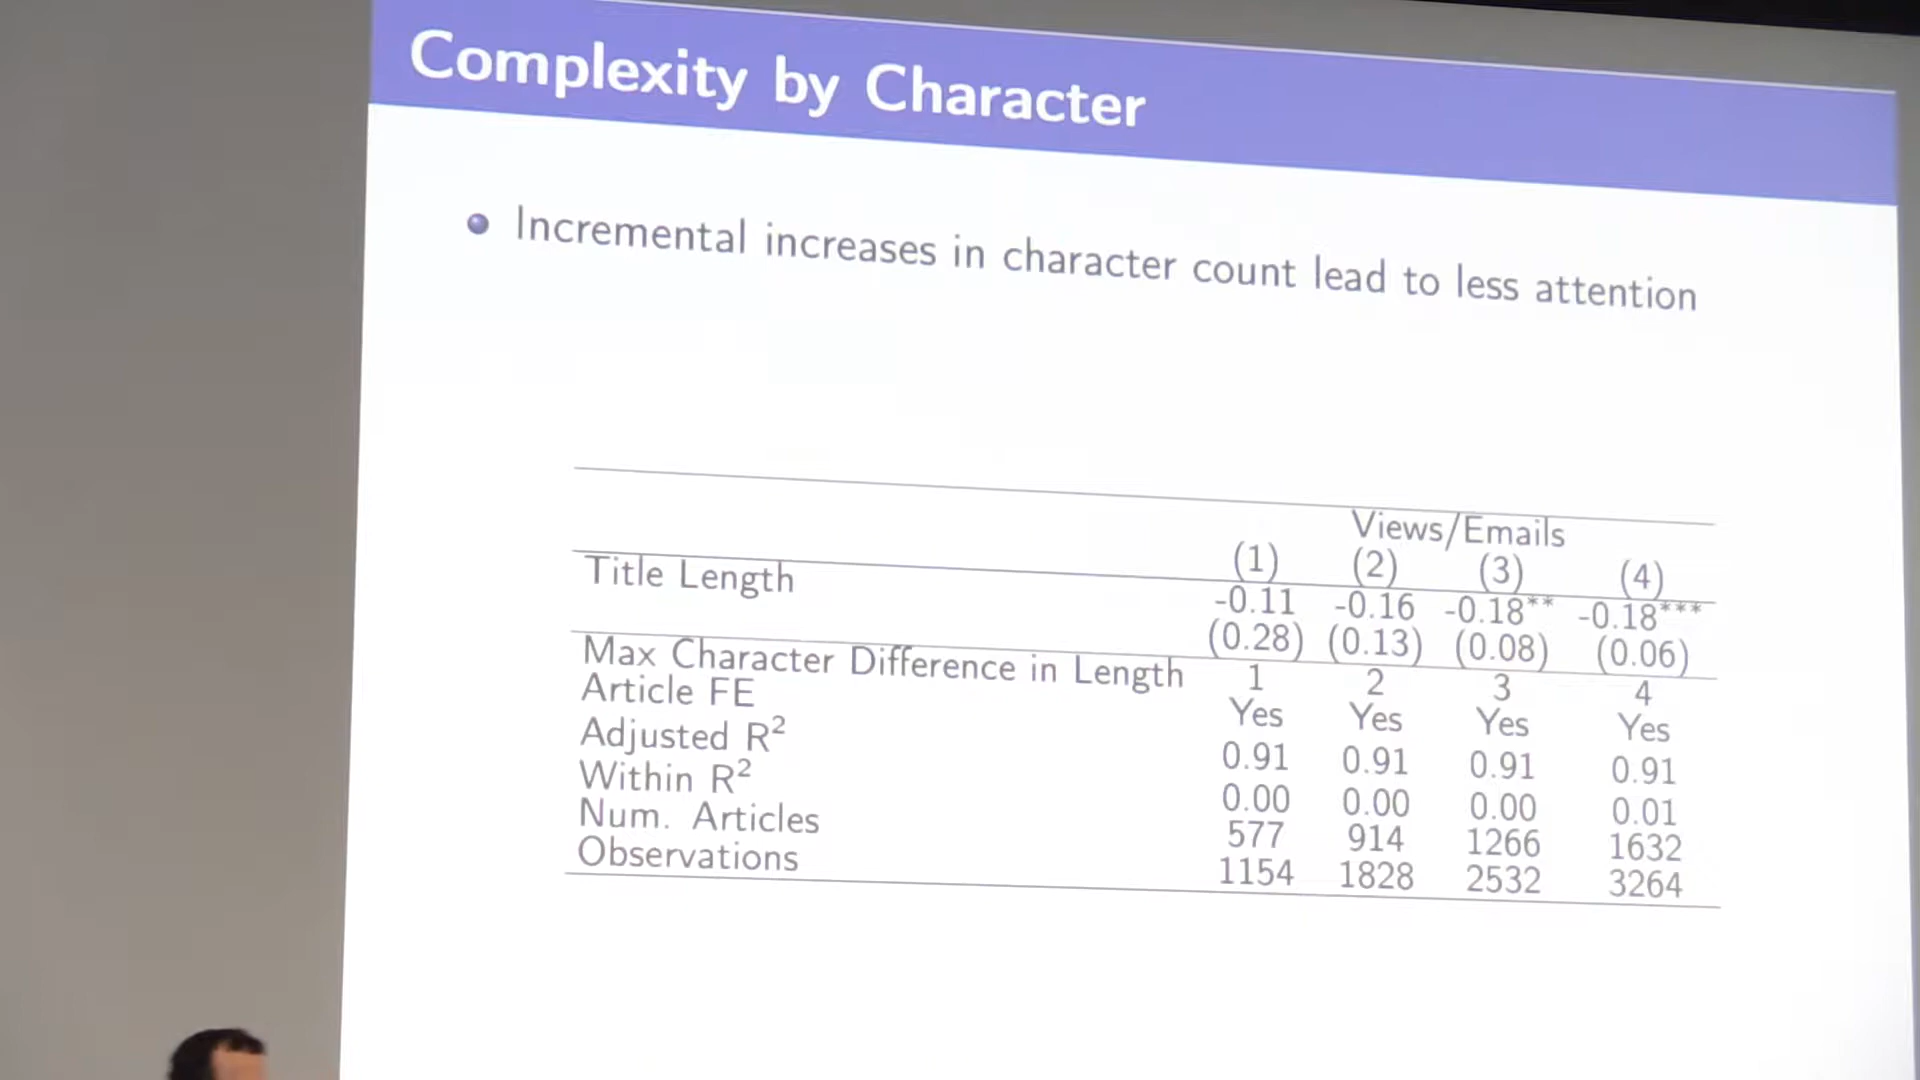 Complexity by Character
Incremental increases in character count lead to less attention
Views/Emails
(1) (2) (3) (4)
Title Length -0.11 -0.16 -0.18** -0.18***
(0.28) (0.13) (0.08) (0.06)
Max Character Difference in Length 1 2 3 4
Article FE Yes Yes Yes Yes
Adjusted R² 0.91 0.91 0.91 0.91
Within R² 0.00 0.00 0.00 0.01
Num. Articles 577 914 1266 1632
Observations 1154 1828 2532 3264